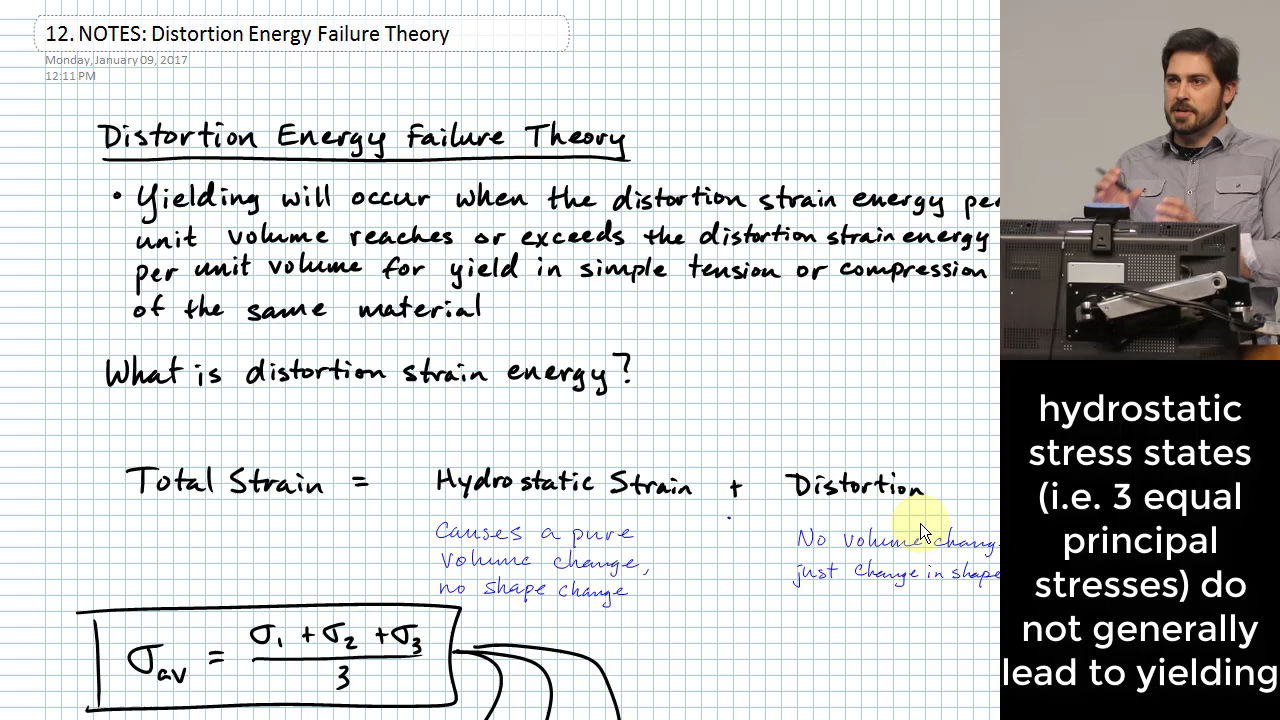 12. NOTES: Distortion Energy Failure Theory
Monday, January 09, 2017
12:11 PM
Distortion Energy Failure Theory
• Yielding will occur when the distortion strain energy per
unit volume reaches or exceeds the distortion strain energy
per unit volume for yield in simple tension or compression
of the same material
What is distortion strain energy?
Total Strain = Hydrostatic Strain + Distortion
Causes a pure
volume change,
no shape change
No volume chang
just change in shape
σav = σ1 + σ2 + σ3
3
hydrostatic
stress states
(i.e. 3 equal
principal
stresses) do
not generally
lead to yielding